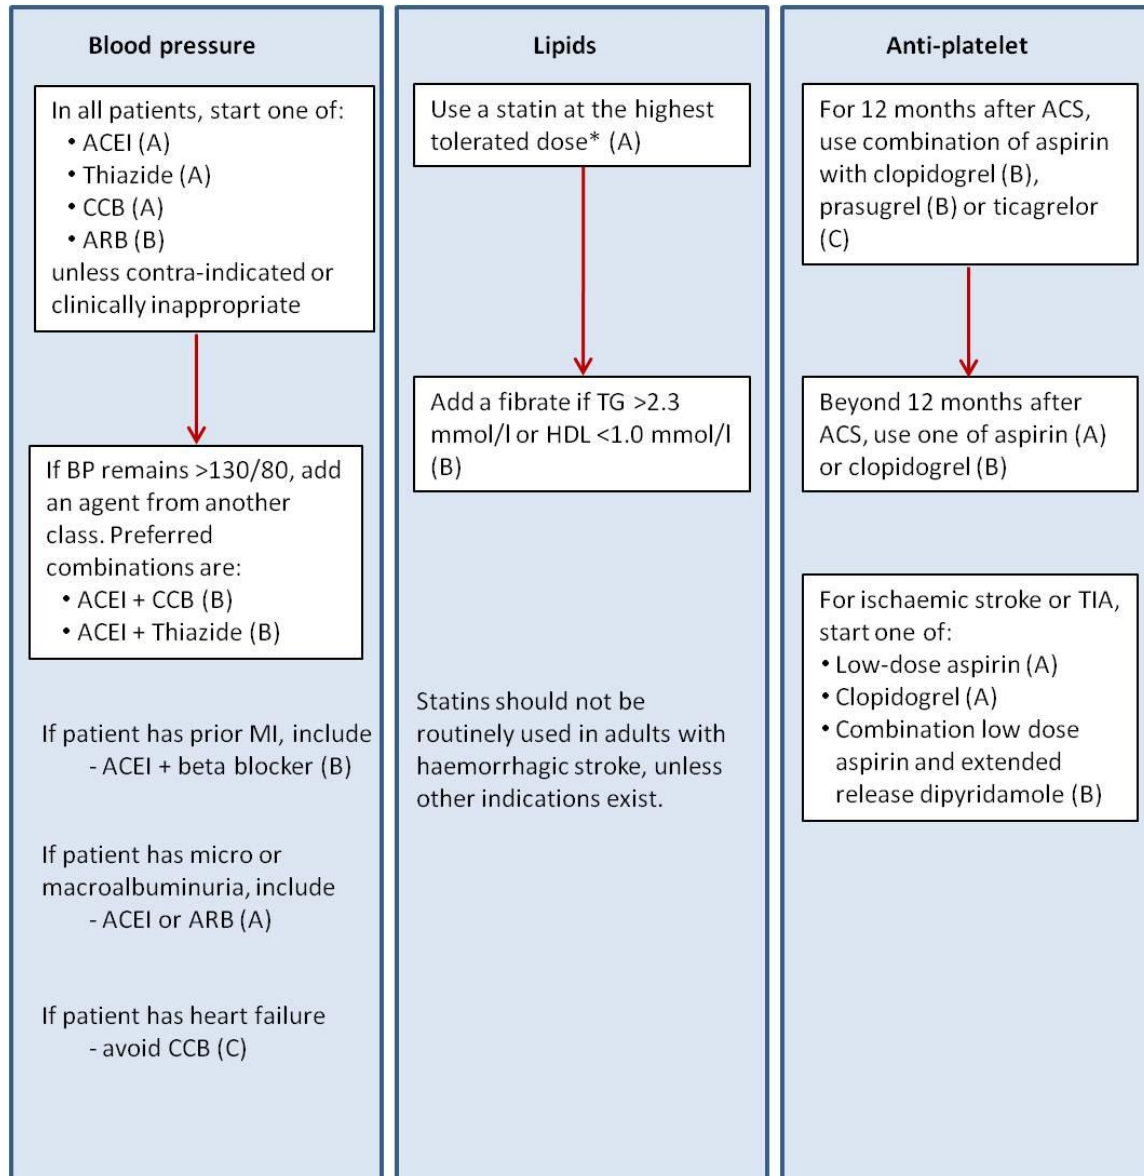 Blood pressure
In all patients, start one of:
• ACEI (A)
• Thiazide (A)
• CCB (A)
• ARB (B)
unless contra-indicated or
clinically inappropriate
If BP remains >130/80, add
an agent from another
class. Preferred
combinations are:
• ACEI + CCB (B)
• ACEI + Thiazide (B)
If patient has prior MI, include
- ACEI + beta blocker (B)
If patient has micro or
macroalbuminuria, include
- ACEI or ARB (A)
If patient has heart failure
- avoid CCB (C)
Lipids
Use a statin at the highest
tolerated dose* (A)
Add a fibrate if TG >2.3
mmol/l or HDL <1.0 mmol/l
(B)
Statins should not be
routinely used in adults with
haemorrhagic stroke, unless
other indications exist.
Anti-platelet
For 12 months after ACS,
use combination of aspirin
with clopidogrel (B),
prasugrel (B) or ticagrelor
(C)
Beyond 12 months after
ACS, use one of aspirin (A)
or clopidogrel (B)
For ischaemic stroke or TIA,
start one of:
• Low-dose aspirin (A)
• Clopidogrel (A)
• Combination low dose
aspirin and extended
release dipyridamole (B)